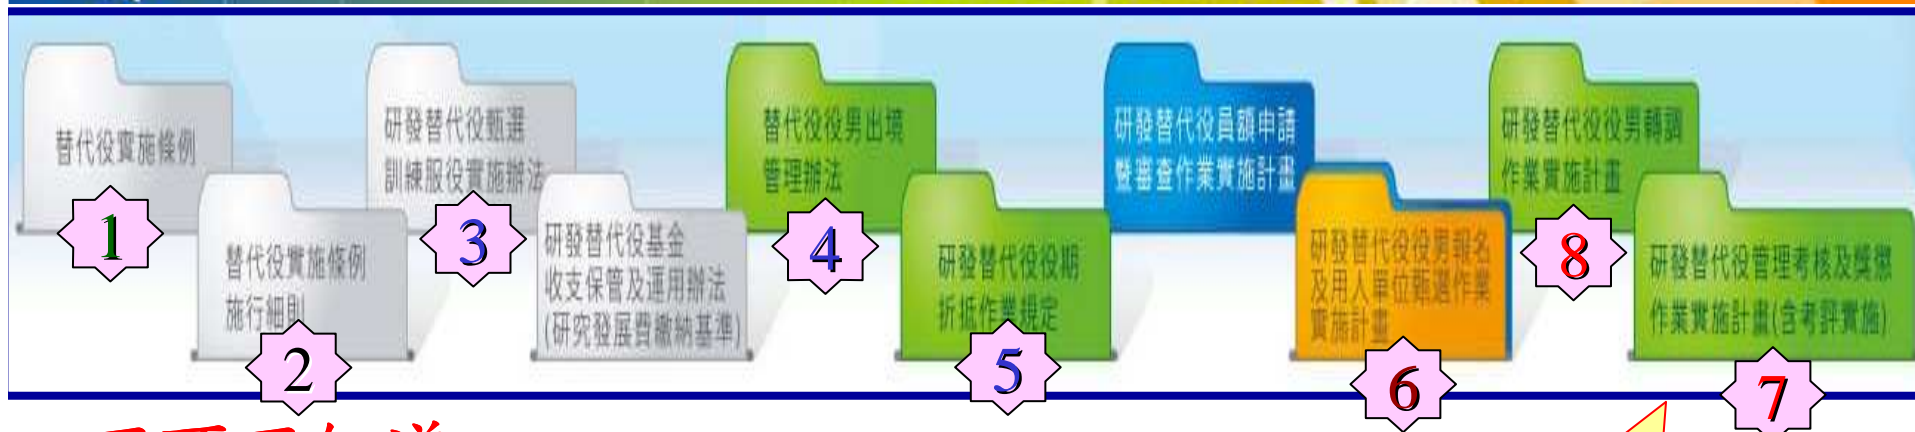 替代役實施條例
1
替代役實施條例
施行細則
2
研發替代役甄選
訓練服役實施辦法
3
研發替代役基金
收支保管及運用辦法
(研究發展費繳納基準)
替代役役男出境
管理辦法
4
研發替代役役期
折抵作業規定
5
研發替代役員額申請
暨審查作業實施計畫
研發替代役役男報名
及用人單位甄選作業
實施計畫
6
研發替代役役男轉調
作業實施計畫
8
研發替代役管理考核及獎懲
作業實施計畫(含考評實施)
7